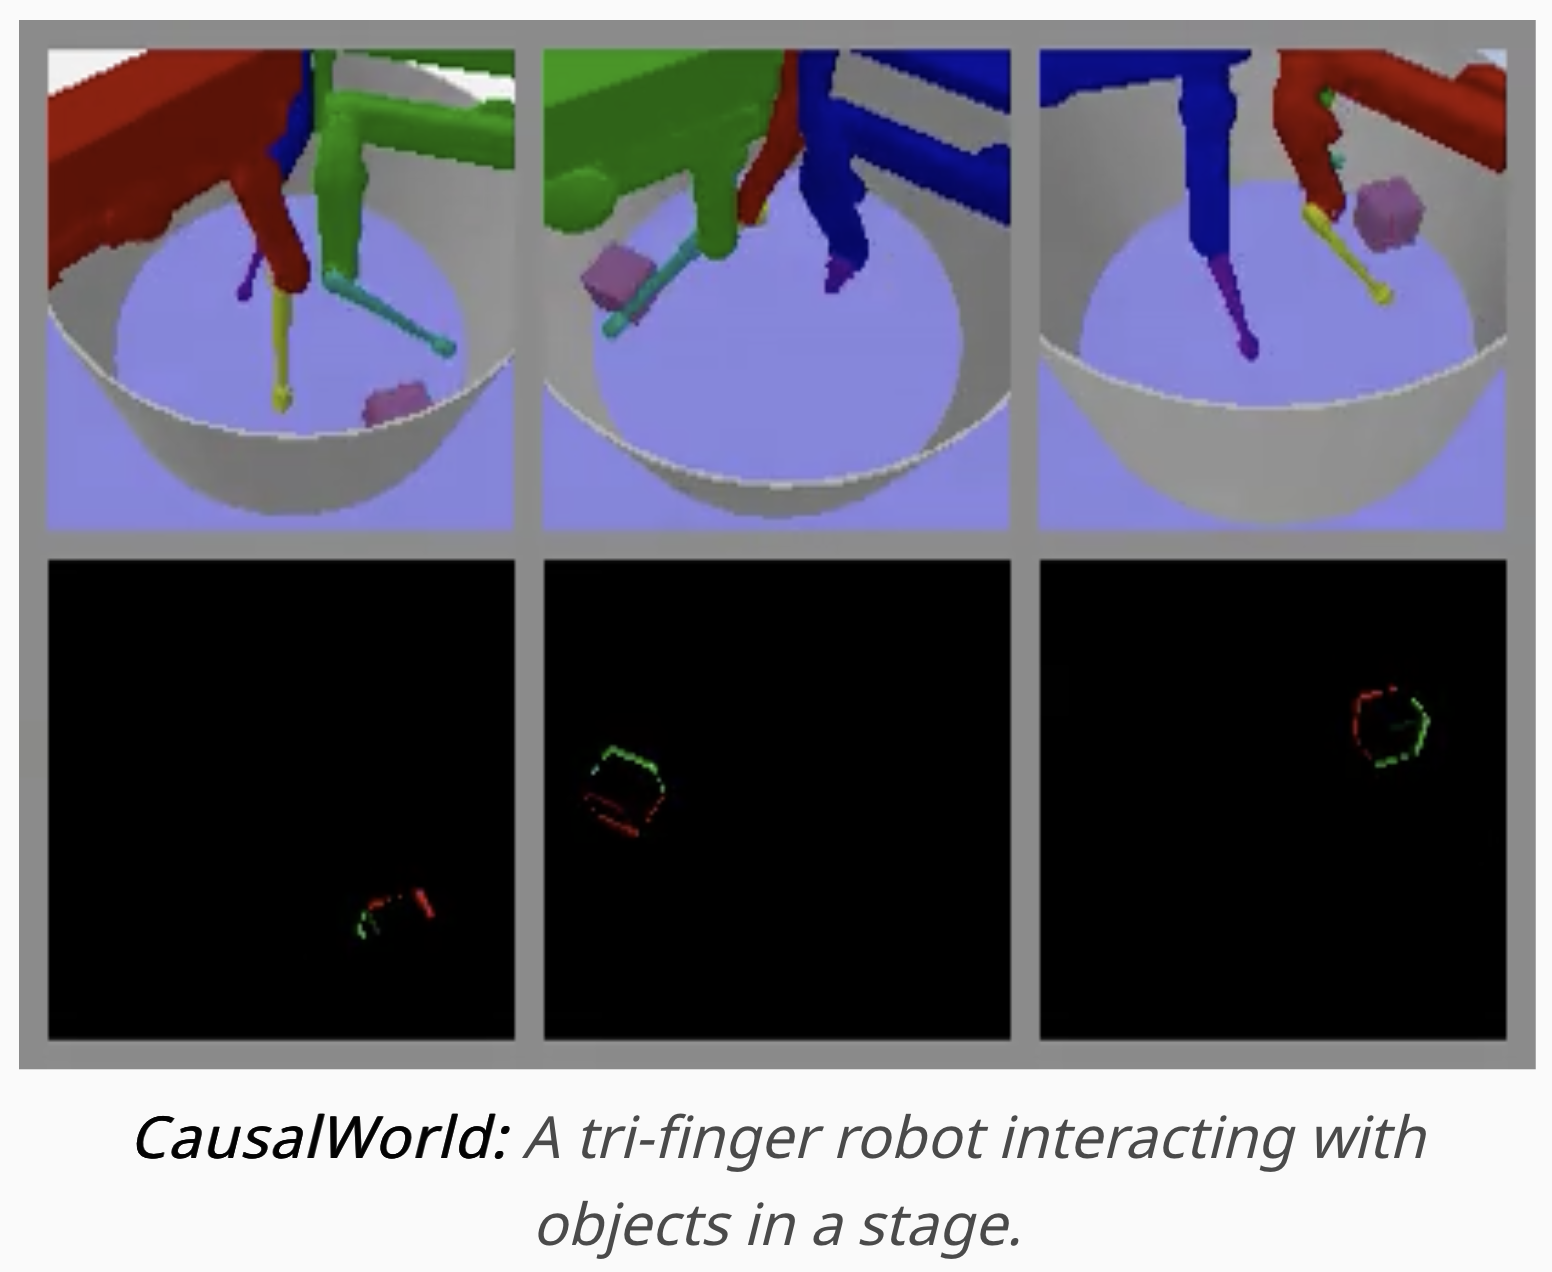 CausalWorld: A tri-finger robot interacting with
objects in a stage.